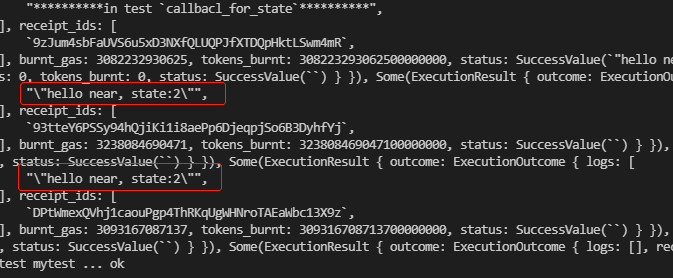 "**********in test `callbacl_for_state`**********",
], receipt_ids: [
`9zJum4sbFaUVS6u5xD3NXfQLUQPJfXTDQpHktLSwm4mR`,
], burnt_gas: 3082232930625, tokens_burnt: 308223293062500000000, status: SuccessValue(`"hello ne
s: 0, tokens_burnt: 0, status: SuccessValue(``) } }), Some(ExecutionResult { outcome: ExecutionOu
"\"hello near, state:2\"",
], receipt_ids: [
`93tteY6PSSy94hQjiKi1i8aePp6DjeqpjSo6B3DyhfYj`,
], burnt_gas: 3238084690471, tokens_burnt: 323808469047100000000, status: SuccessValue(``) } }),
, status: SuccessValue(``) } }), Some(ExecutionResult { outcome: ExecutionOutcome { logs: [
"\"hello near, state:2\"",
], receipt_ids: [
`DPtWmexQVhj1caouPgp4ThRKqUgWHNroTAEaWbc13X9z`,
], burnt_gas: 3093167087137, tokens_burnt: 309316708713700000000, status: SuccessValue(``) } }),
, status: SuccessValue(``) } }), Some(ExecutionResult { outcome: ExecutionOutcome { logs: [], rec
test mytest ... ok